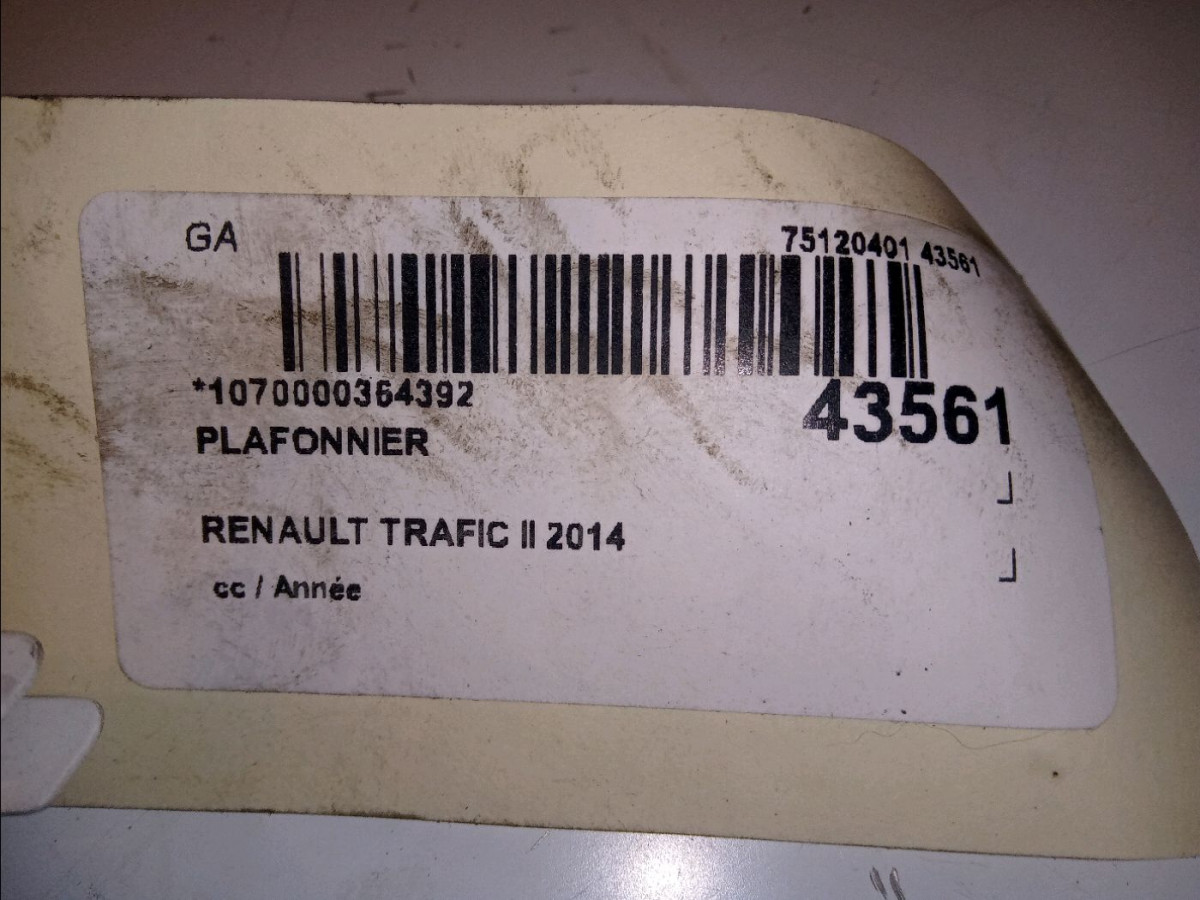 GA
75120401 43561
*1070000364392
43561
PLAFONNIER
RENAULT TRAFIC II 2014
cc / Année